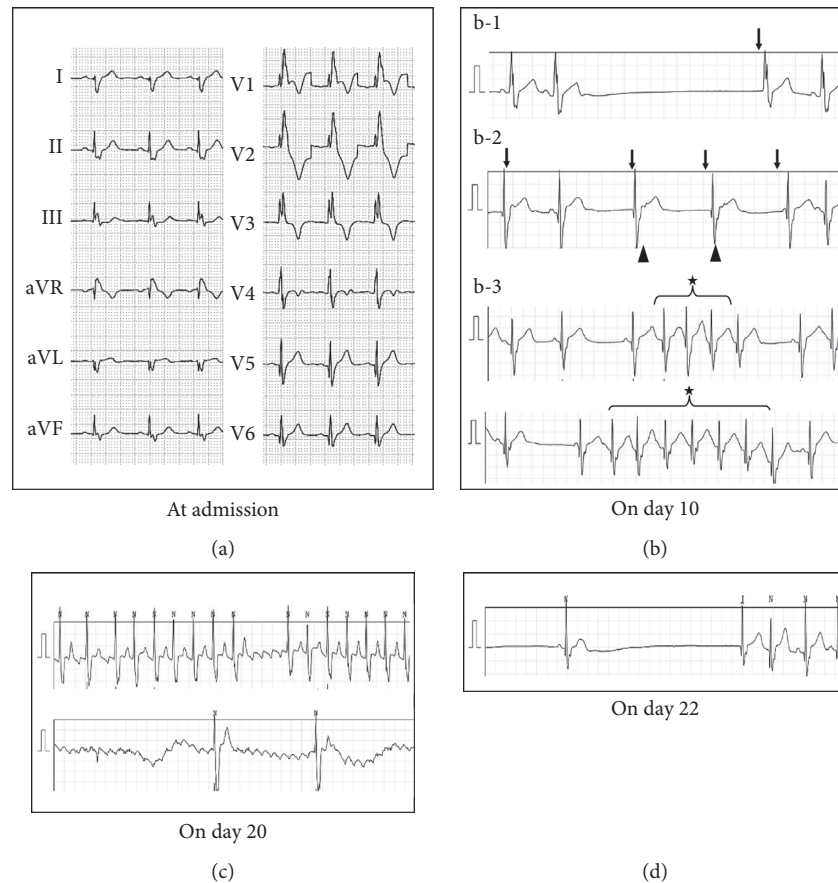 I
II
III
aVR
aVL
aVF
V1
V2
V3
V4
V5
V6
At admission
(a)
b-1
b-2
b-3
On day 10
(b)
N N N N N N N N N N N N N N N N
N N
On day 20
(c)
N J N N
On day 22
(d)